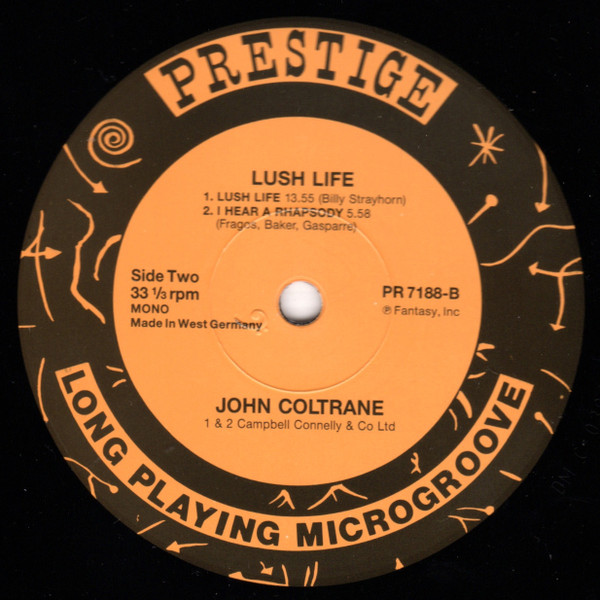 PRESTIGE
LUSH LIFE
1. LUSH LIFE 13.55 (Billy Strayhorn)
2. I HEAR A RHAPSODY 5.58
(Fragos, Baker, Gasparre)
Side Two
33 ⅓ rpm
MONO
Made in West Germany
PR 7188-B
℗ Fantasy, Inc
JOHN COLTRANE
1 & 2 Campbell Connelly & Co Ltd
LONG PLAYING MICROGROOVE